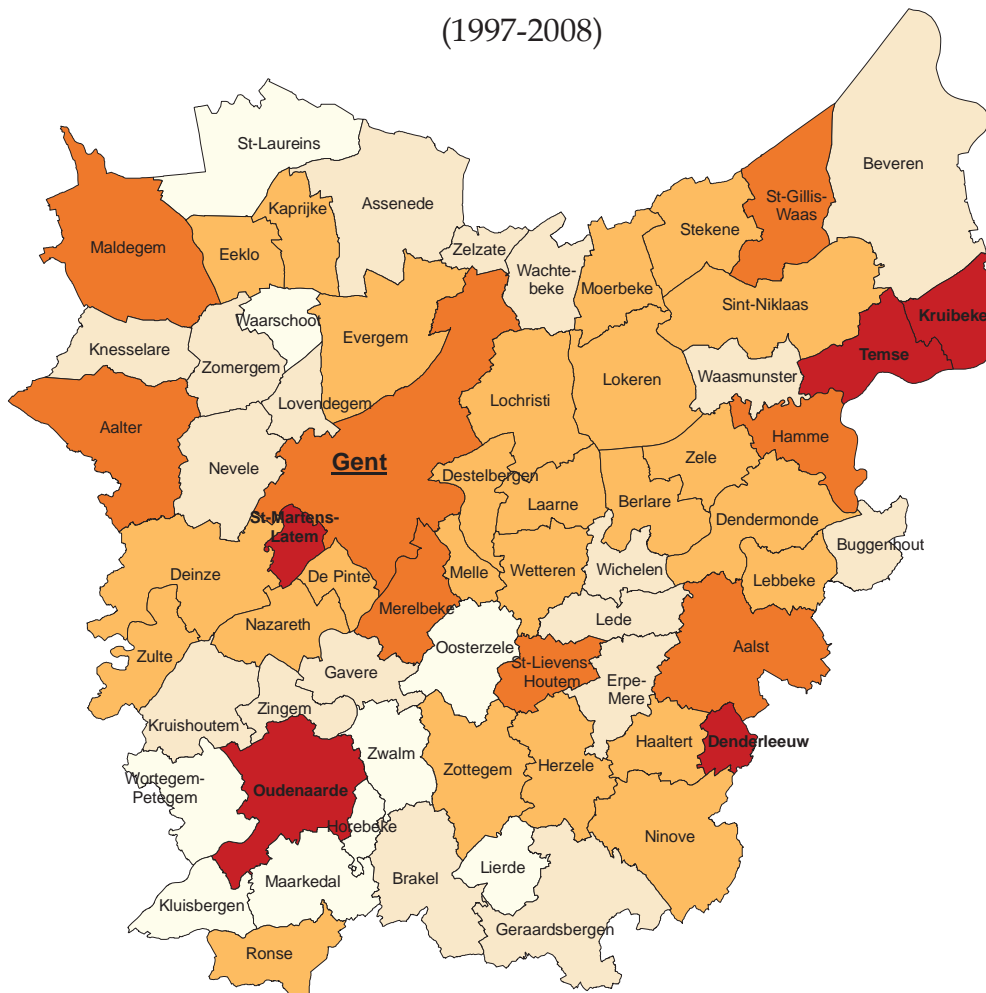 (1997-2008)
St-Laureins
Beveren
Assenede
St-Gillis-
Waas
Kaprijke
Stekene
Maldegem
Eeklo
Zelzate
Wachte-
beke
Moerbeke
Sint-Niklaas
Kruibeke
Waarschoot
Evergem
Knesselare
Zomergem
Temse
Lokeren
Waasmunster
Lovendegem
Lochristi
Aalter
Hamme
Gent
Nevele
Destelbergen
Zele
Laarne
Berlare
St-Martens-
Latem
Dendermonde
Buggenhout
Deinze
De Pinte
Melle
Wetteren
Wichelen
Lebbeke
Merelbeke
Nazareth
Lede
Oosterzele
Aalst
Zulte
St-Lievens-
Houtem
Gavere
Erpe-
Mere
Kruishoutem
Zingem
Zwalm
Haaltert
Denderleeuw
Wortegem-
Petegem
Zottegem
Herzele
Oudenaarde
Horebeke
Ninove
Lierde
Maarkedal
Brakel
Kluisbergen
Geraardsbergen
Ronse